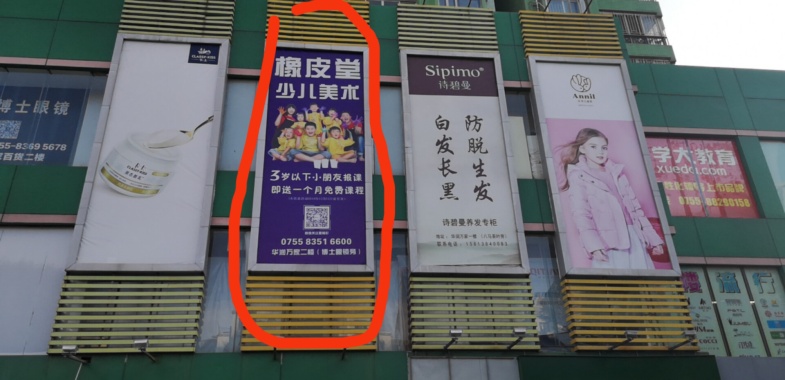 博士眼镜
百货二楼
CLASSY KISS
橡皮堂
少儿美术
3岁以下小朋友报课
即送一个月免费课程
0755 8351 6600
华润万家二楼（博士眼镜旁）
Sipimo
诗碧曼
防脱生发
白发长黑
诗碧曼养发专柜
Annil
学大教育
xueda.com